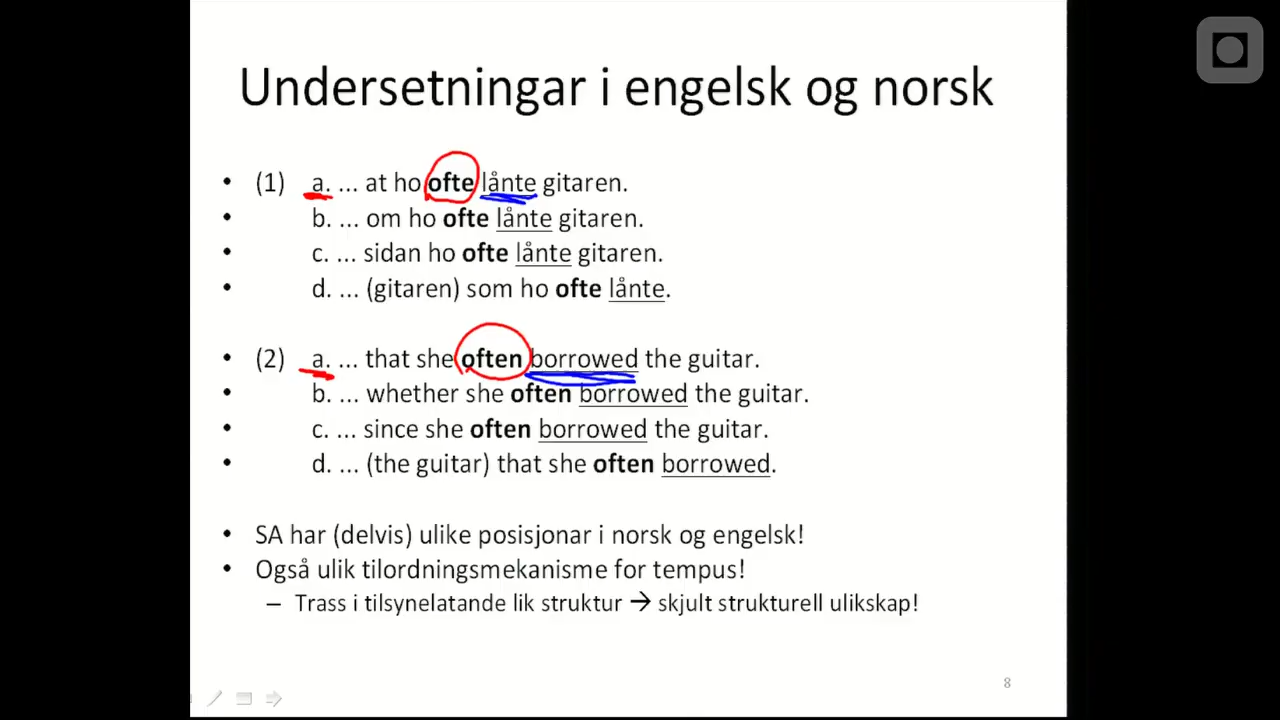 Undersetningar i engelsk og norsk
• (1) a. ... at ho ofte lånte gitaren.
• b. ... om ho ofte lånte gitaren.
• c. ... sidan ho ofte lånte gitaren.
• d. ... (gitaren) som ho ofte lånte.
• (2) a. ... that she often borrowed the guitar.
• b. ... whether she often borrowed the guitar.
• c. ... since she often borrowed the guitar.
• d. ... (the guitar) that she often borrowed.
• SA har (delvis) ulike posisjonar i norsk og engelsk!
• Også ulik tilordningsmekanisme for tempus!
– Trass i tilsynelatande lik struktur → skjult strukturell ulikskap!
8